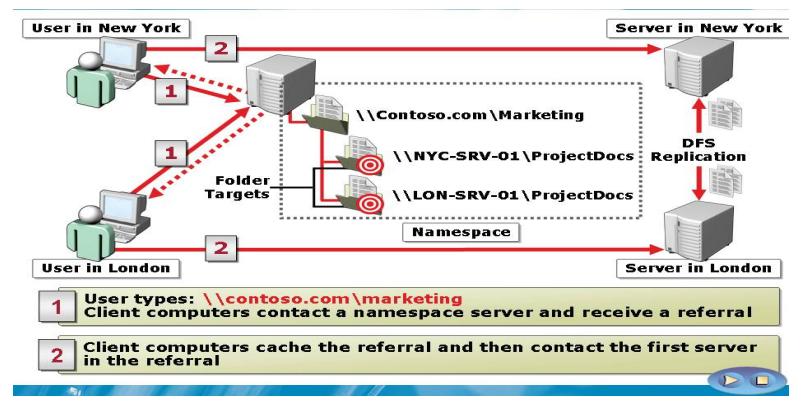 User in New York
Server in New York
2
1
\\Contoso.com\Marketing
\\NYC-SRV-01\ProjectDocs
DFS
Replication
1
Folder
Targets
\\LON-SRV-01\ProjectDocs
Namespace
2
User in London
Server in London
1
User types: \\contoso.com\marketing
Client computers contact a namespace server and receive a referral
2
Client computers cache the referral and then contact the first server
in the referral